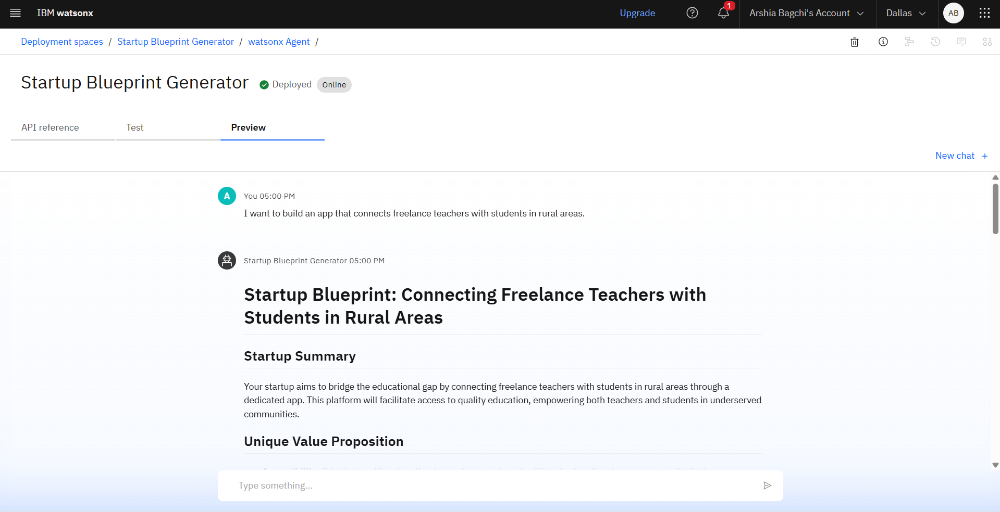 IBM watsonx
Upgrade
1
Arshia Bagchi's Account
Dallas
AB
Deployment spaces / Startup Blueprint Generator / watsonx Agent /
Startup Blueprint Generator
Deployed
Online
API reference
Test
Preview
New chat +
A
You 05:00 PM
I want to build an app that connects freelance teachers with students in rural areas.
Startup Blueprint Generator 05:00 PM
Startup Blueprint: Connecting Freelance Teachers with
Students in Rural Areas
Startup Summary
Your startup aims to bridge the educational gap by connecting freelance teachers with students in rural areas through a
dedicated app. This platform will facilitate access to quality education, empowering both teachers and students in underserved
communities.
Unique Value Proposition
Type something...